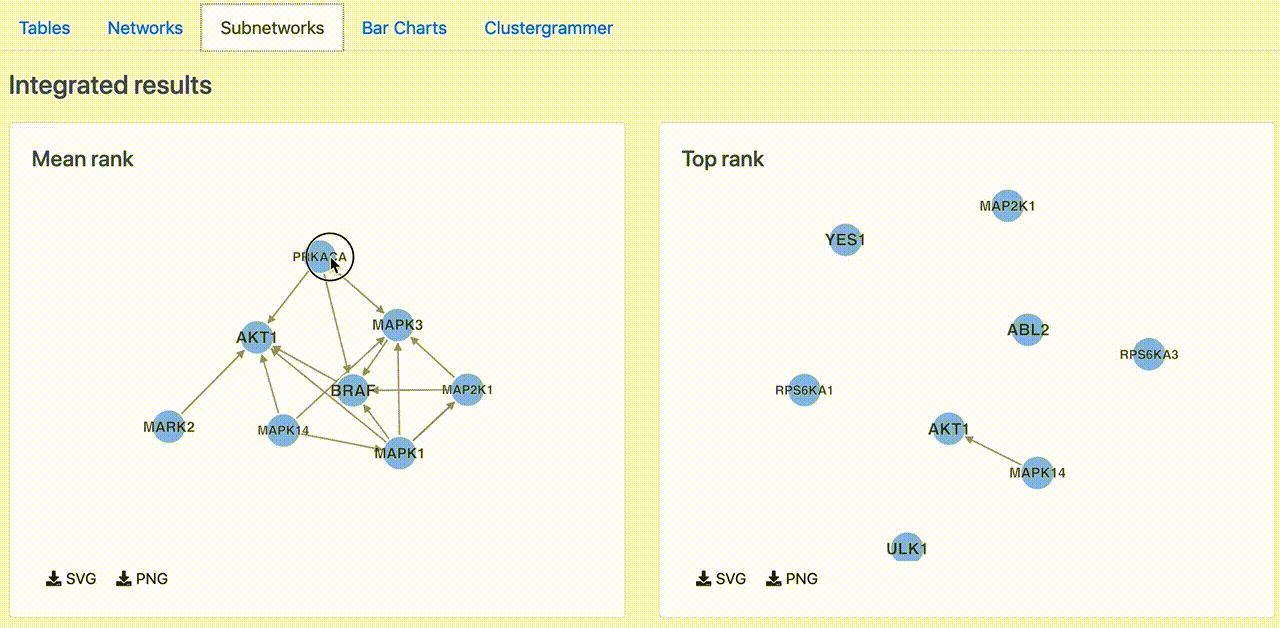 Tables Networks Subnetworks Bar Charts Clustergrammer
Integrated results
Mean rank
PRKACA
MAPK3
AKT1
BRAF
MAP2K1
MARK2
MAPK14
MAPK1
SVG PNG
Top rank
MAP2K1
YES1
ABL2
RPS6KA3
RPS6KA1
AKT1
MAPK14
ULK1
SVG PNG